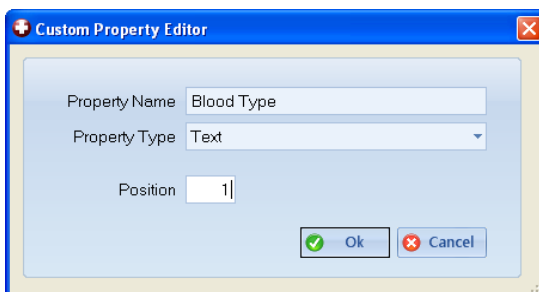 Custom Property Editor
Property Name Blood Type
Property Type Text
Position 1
Ok Cancel